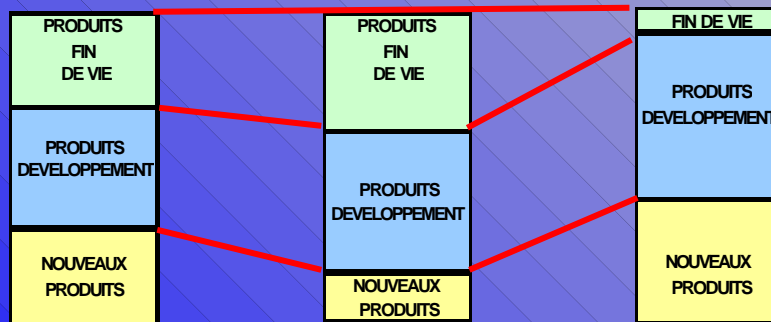 PRODUITS
FIN
DE VIE
PRODUITS
DEVELOPPEMENT
NOUVEAUX
PRODUITS
PRODUITS
FIN
DE VIE
PRODUITS
DEVELOPPEMENT
NOUVEAUX
PRODUITS
FIN DE VIE
PRODUITS
DEVELOPPEMENT
NOUVEAUX
PRODUITS